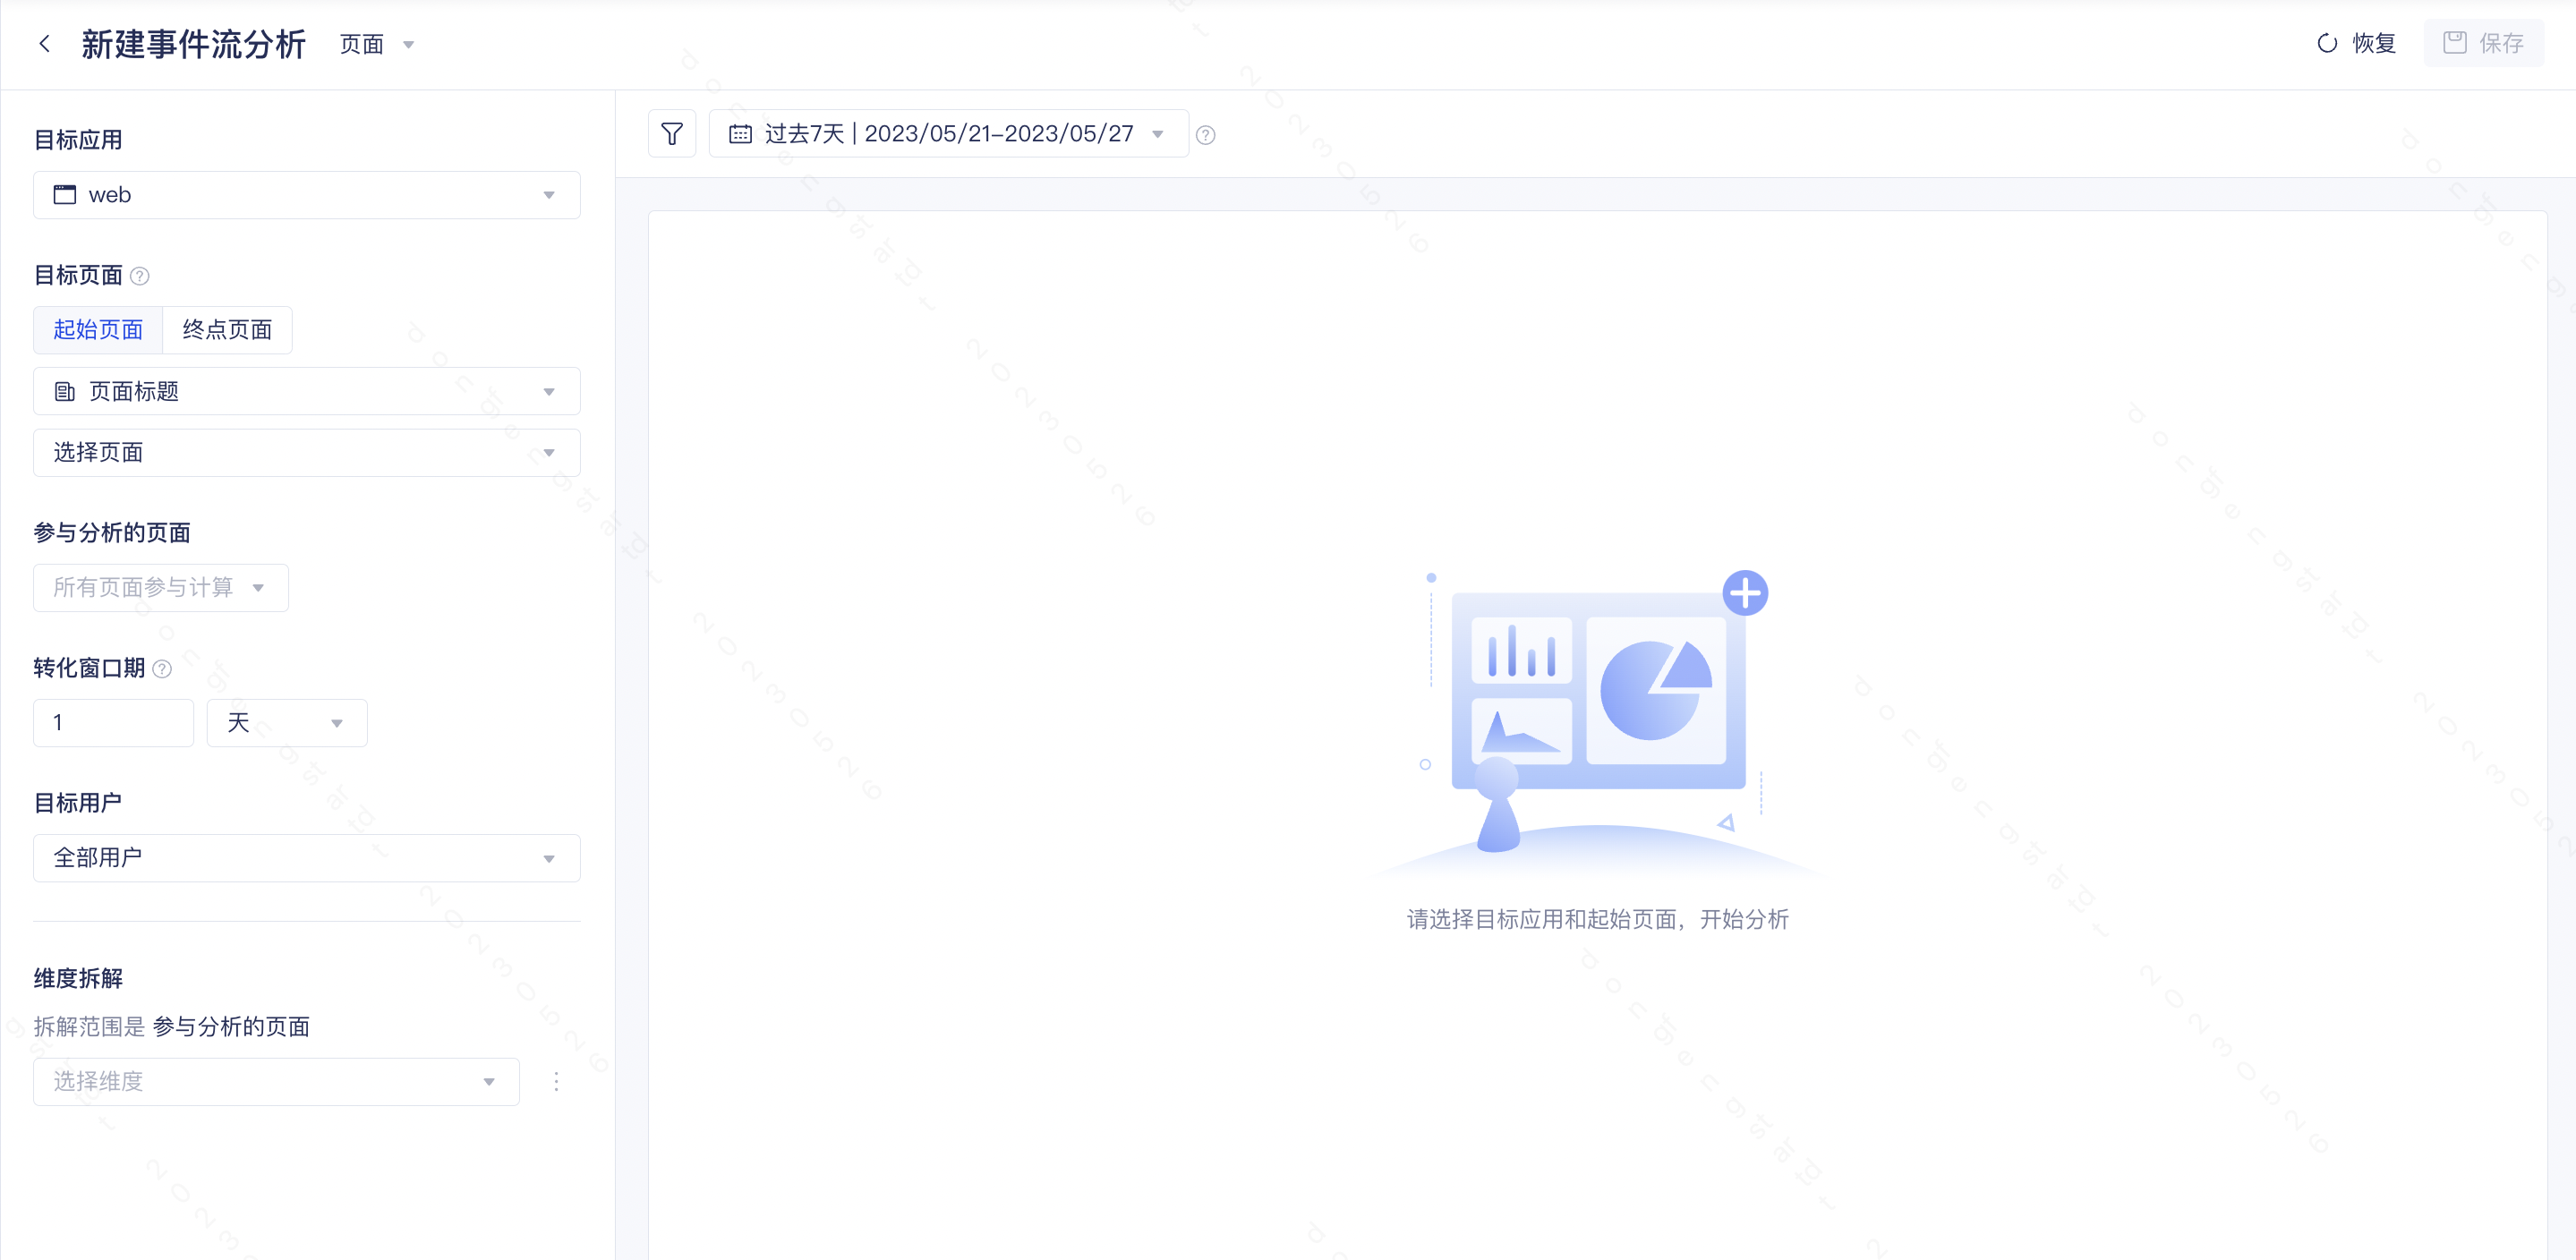 新建事件流分析 页面
恢复 保存
目标应用
web
目标页面
起始页面 终点页面
页面标题
选择页面
参与分析的页面
所有页面参与计算
转化窗口期
1 天
目标用户
全部用户
维度拆解
拆解范围是 参与分析的页面
选择维度
过去7天 | 2023/05/21-2023/05/27
请选择目标应用和起始页面，开始分析